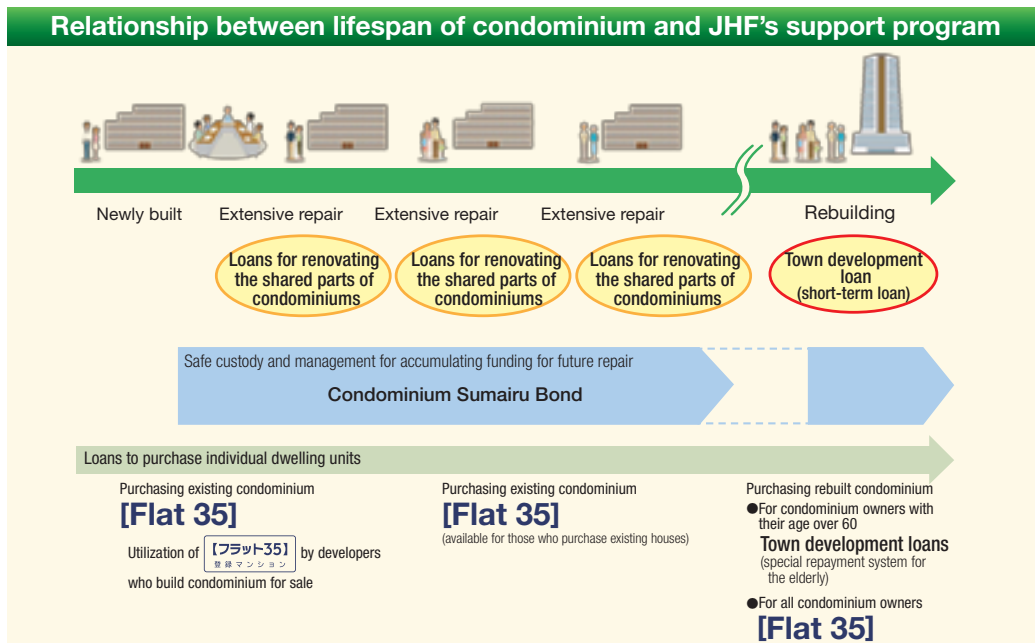 Relationship between lifespan of condominium and JHF's support program
Newly built
Extensive repair
Extensive repair
Extensive repair
Rebuilding
Loans for renovating
the shared parts of
condominiums
Loans for renovating
the shared parts of
condominiums
Loans for renovating
the shared parts of
condominiums
Town development
loan
(short-term loan)
Safe custody and management for accumulating funding for future repair
Condominium Sumairu Bond
Loans to purchase individual dwelling units
Purchasing existing condominium
[Flat 35]
Utilization of 【フラット35】 by developers
登録マンション
who build condominium for sale
Purchasing existing condominium
[Flat 35]
(available for those who purchase existing houses)
Purchasing rebuilt condominium
●For condominium owners with
their age over 60
Town development loans
(special repayment system for
the elderly)
●For all condominium owners
[Flat 35]